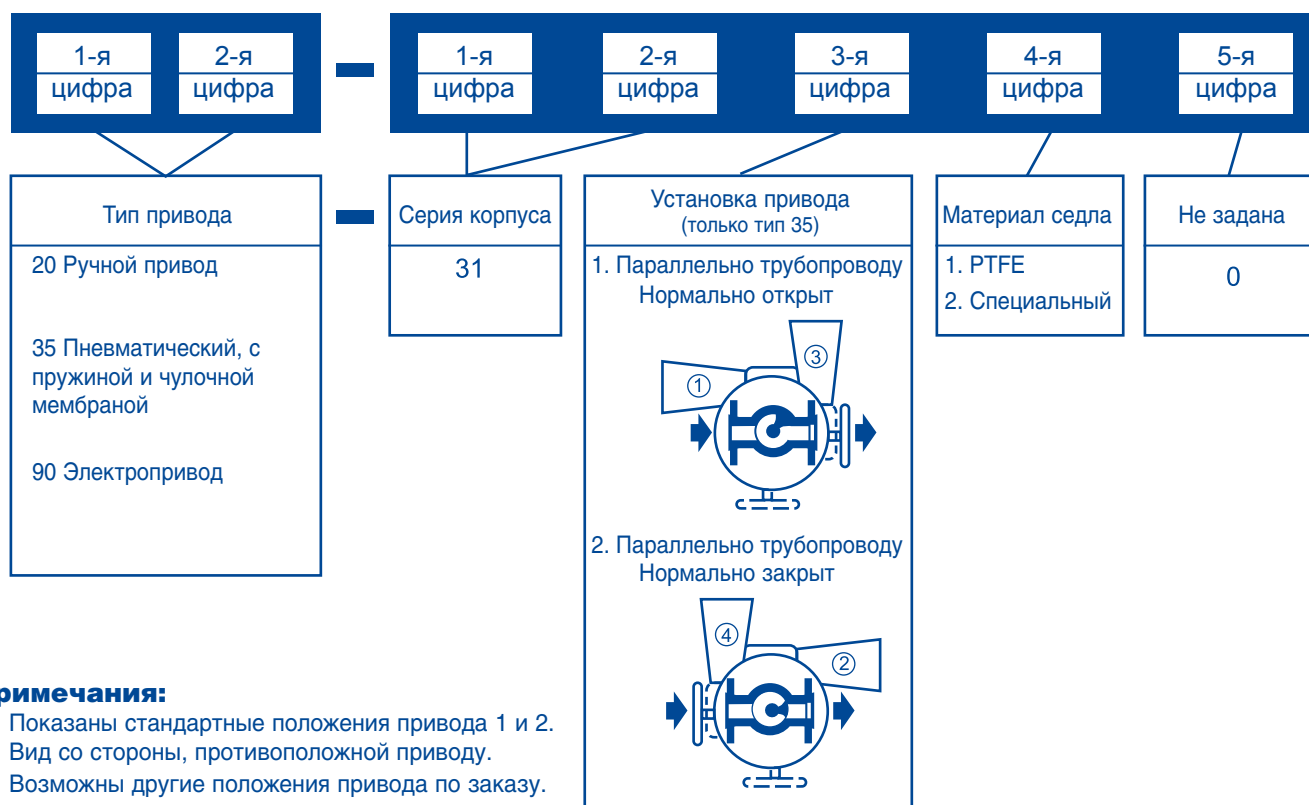 1-я 2-я 1-я 2-я 3-я 4-я 5-я
цифра цифра цифра цифра цифра цифра цифра
Тип привода
20 Ручной привод
35 Пневматический, с
пружиной и чулочной
мембраной
90 Электропривод
Серия корпуса
31
Установка привода
(только тип 35)
1. Параллельно трубопроводу
Нормально открыт
①
③
2. Параллельно трубопроводу
Нормально закрыт
④
②
Материал седла
1. PTFE
2. Специальный
Не задана
0
римечания:
Показаны стандартные положения привода 1 и 2.
Вид со стороны, противоположной приводу.
Возможны другие положения привода по заказу.